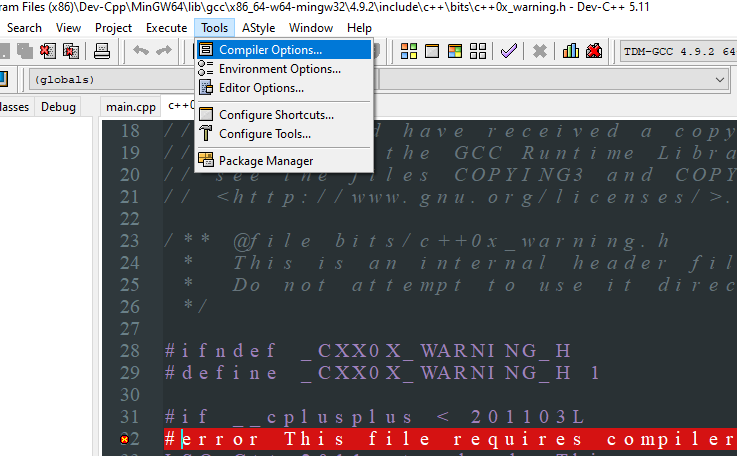 ram Files (x86)\Dev-Cpp\MinGW64\lib\gcc\x86_64-w64-mingw32\4.9.2\include\c++\bits\c++0x_warning.h - Dev-C++ 5.11
Search View Project Execute Tools AStyle Window Help
TDM-GCC 4.9.2 64
Compiler Options...
Environment Options...
(globals)
Editor Options...
lasses Debug main.cpp c++0
Configure Shortcuts...
Configure Tools...
Package Manager
18 // d have received a copy
19 // the GCC Runtime Libra
20 // see the files COPYING3 and COPY
21 // <http://www.gnu.org/licenses/>.
22
23 /** @file bits/c++0x_warning.h
24 * This is an internal header fil
25 * Do not attempt to use it direc
26 */
27
28 #ifndef _CXX0X_WARNING_H
29 #define _CXX0X_WARNING_H 1
30
31 #if __cplusplus < 201103L
32 #error This file requires compiler